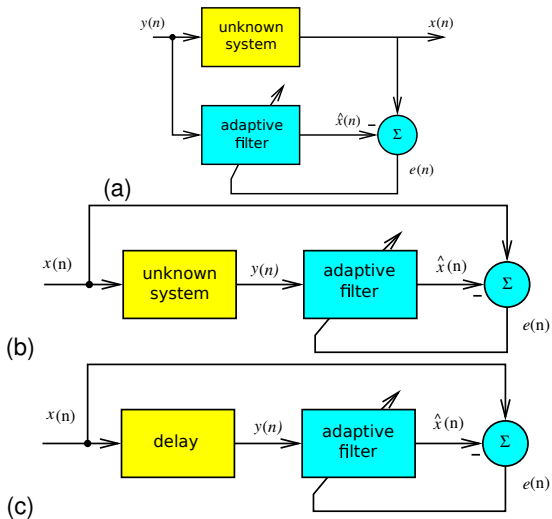 y(n)
unknown
system
x(n)
adaptive
filter
x̂(n)
−
Σ
e(n)
(a)
x(n)
unknown
system
y(n)
adaptive
filter
x̂(n)
−
Σ
e(n)
(b)
x(n)
delay
y(n)
adaptive
filter
x̂(n)
−
Σ
e(n)
(c)